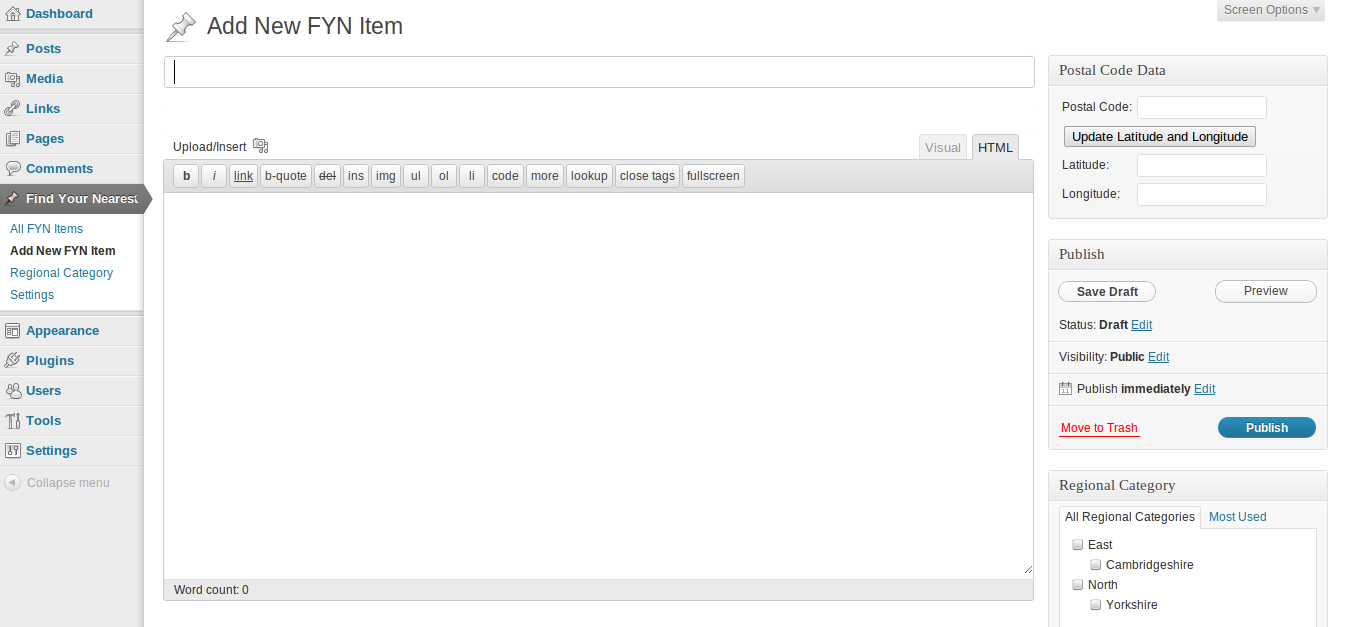 Dashboard
Posts
Media
Links
Pages
Comments
Find Your Nearest
All FYN Items
Add New FYN Item
Regional Category
Settings
Appearance
Plugins
Users
Tools
Settings
Collapse menu
Screen Options
Add New FYN Item
Upload/Insert
Visual HTML
b i link b-quote del ins img ul ol li code more lookup close tags fullscreen
Word count: 0
Postal Code Data
Postal Code:
Update Latitude and Longitude
Latitude:
Longitude:
Publish
Save Draft Preview
Status: Draft Edit
Visibility: Public Edit
Publish immediately Edit
Move to Trash Publish
Regional Category
All Regional Categories Most Used
East
Cambridgeshire
North
Yorkshire